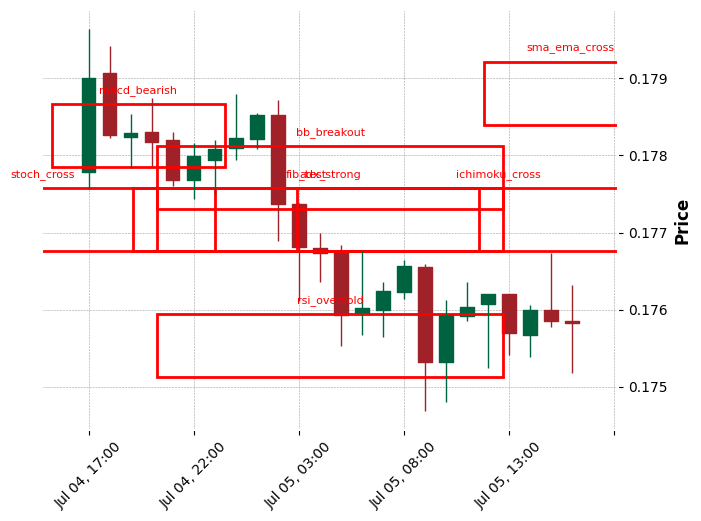 sma_ema_cross
0.179
macd_bearish
bb_breakout
0.178
stoch_cross
ichimoku_cross
0.177
Price
rsi_oversold
0.176
0.175
Jul 04, 17:00
Jul 04, 22:00
Jul 05, 03:00
Jul 05, 08:00
Jul 05, 13:00